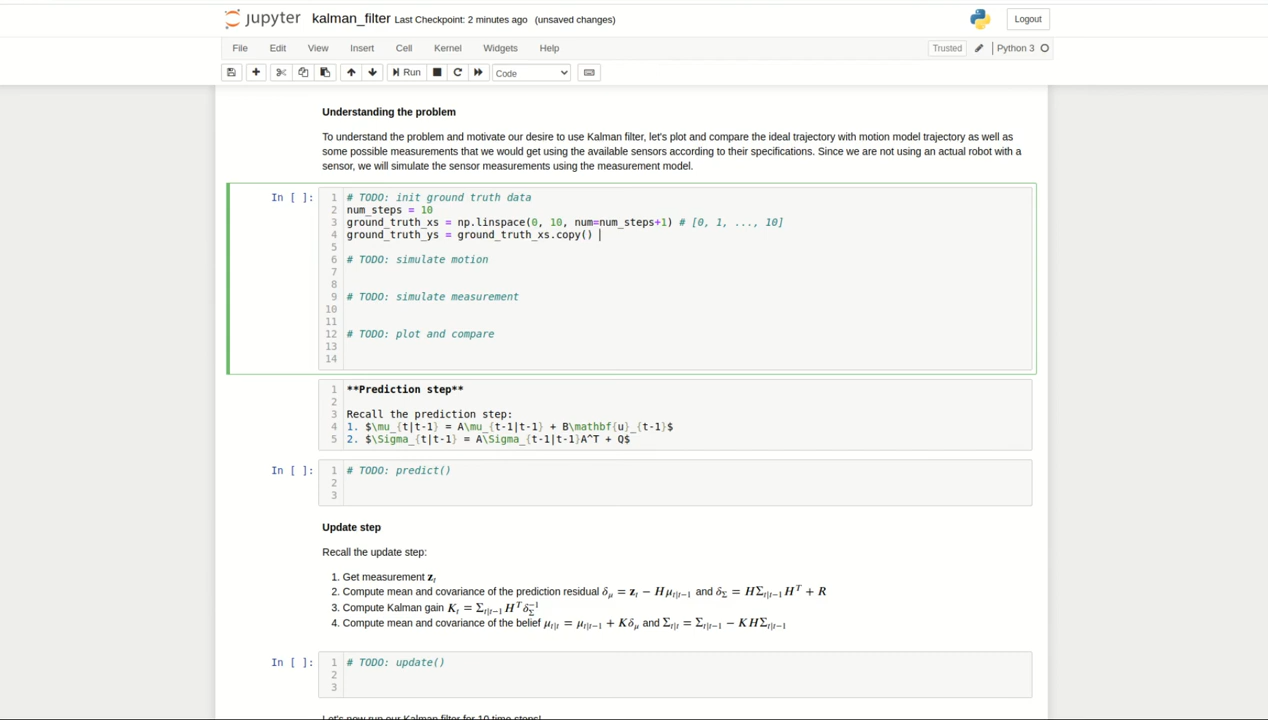 jupyter kalman_filter Last Checkpoint: 2 minutes ago (unsaved changes) Logout
File Edit View Insert Cell Kernel Widgets Help Trusted Python 3
Run Code
Understanding the problem
To understand the problem and motivate our desire to use Kalman filter, let's plot and compare the ideal trajectory with motion model trajectory as well as
some possible measurements that we would get using the available sensors according to their specifications. Since we are not using an actual robot with a
sensor, we will simulate the sensor measurements using the measurement model.
In [ ]: 1 # TODO: init ground truth data
2 num_steps = 10
3 ground_truth_xs = np.linspace(0, 10, num=num_steps+1) # [0, 1, ..., 10]
4 ground_truth_ys = ground_truth_xs.copy()
5
6 # TODO: simulate motion
7
8
9 # TODO: simulate measurement
10
11
12 # TODO: plot and compare
13
14
1 **Prediction step**
2
3 Recall the prediction step:
4 1. $\mu_{t|t-1} = A\mu_{t-1|t-1} + B\mathbf{u}_{t-1}$
5 2. $\Sigma_{t|t-1} = A\Sigma_{t-1|t-1}A^T + Q$
In [ ]: 1 # TODO: predict()
2
3
Update step
Recall the update step:
1. Get measurement zₜ
2. Compute mean and covariance of the prediction residual δ_μ = zₜ − Hμ_{t|t−1} and δ_Σ = HΣ_{t|t−1}H^T + R
3. Compute Kalman gain Kₜ = Σ_{t|t−1}H^T δ_Σ^{−1}
4. Compute mean and covariance of the belief μ_{t|t} = μ_{t|t−1} + Kδ_μ and Σ_{t|t} = Σ_{t|t−1} − KHΣ_{t|t−1}
In [ ]: 1 # TODO: update()
2
3
Let's now run our Kalman filter for 10 time steps!